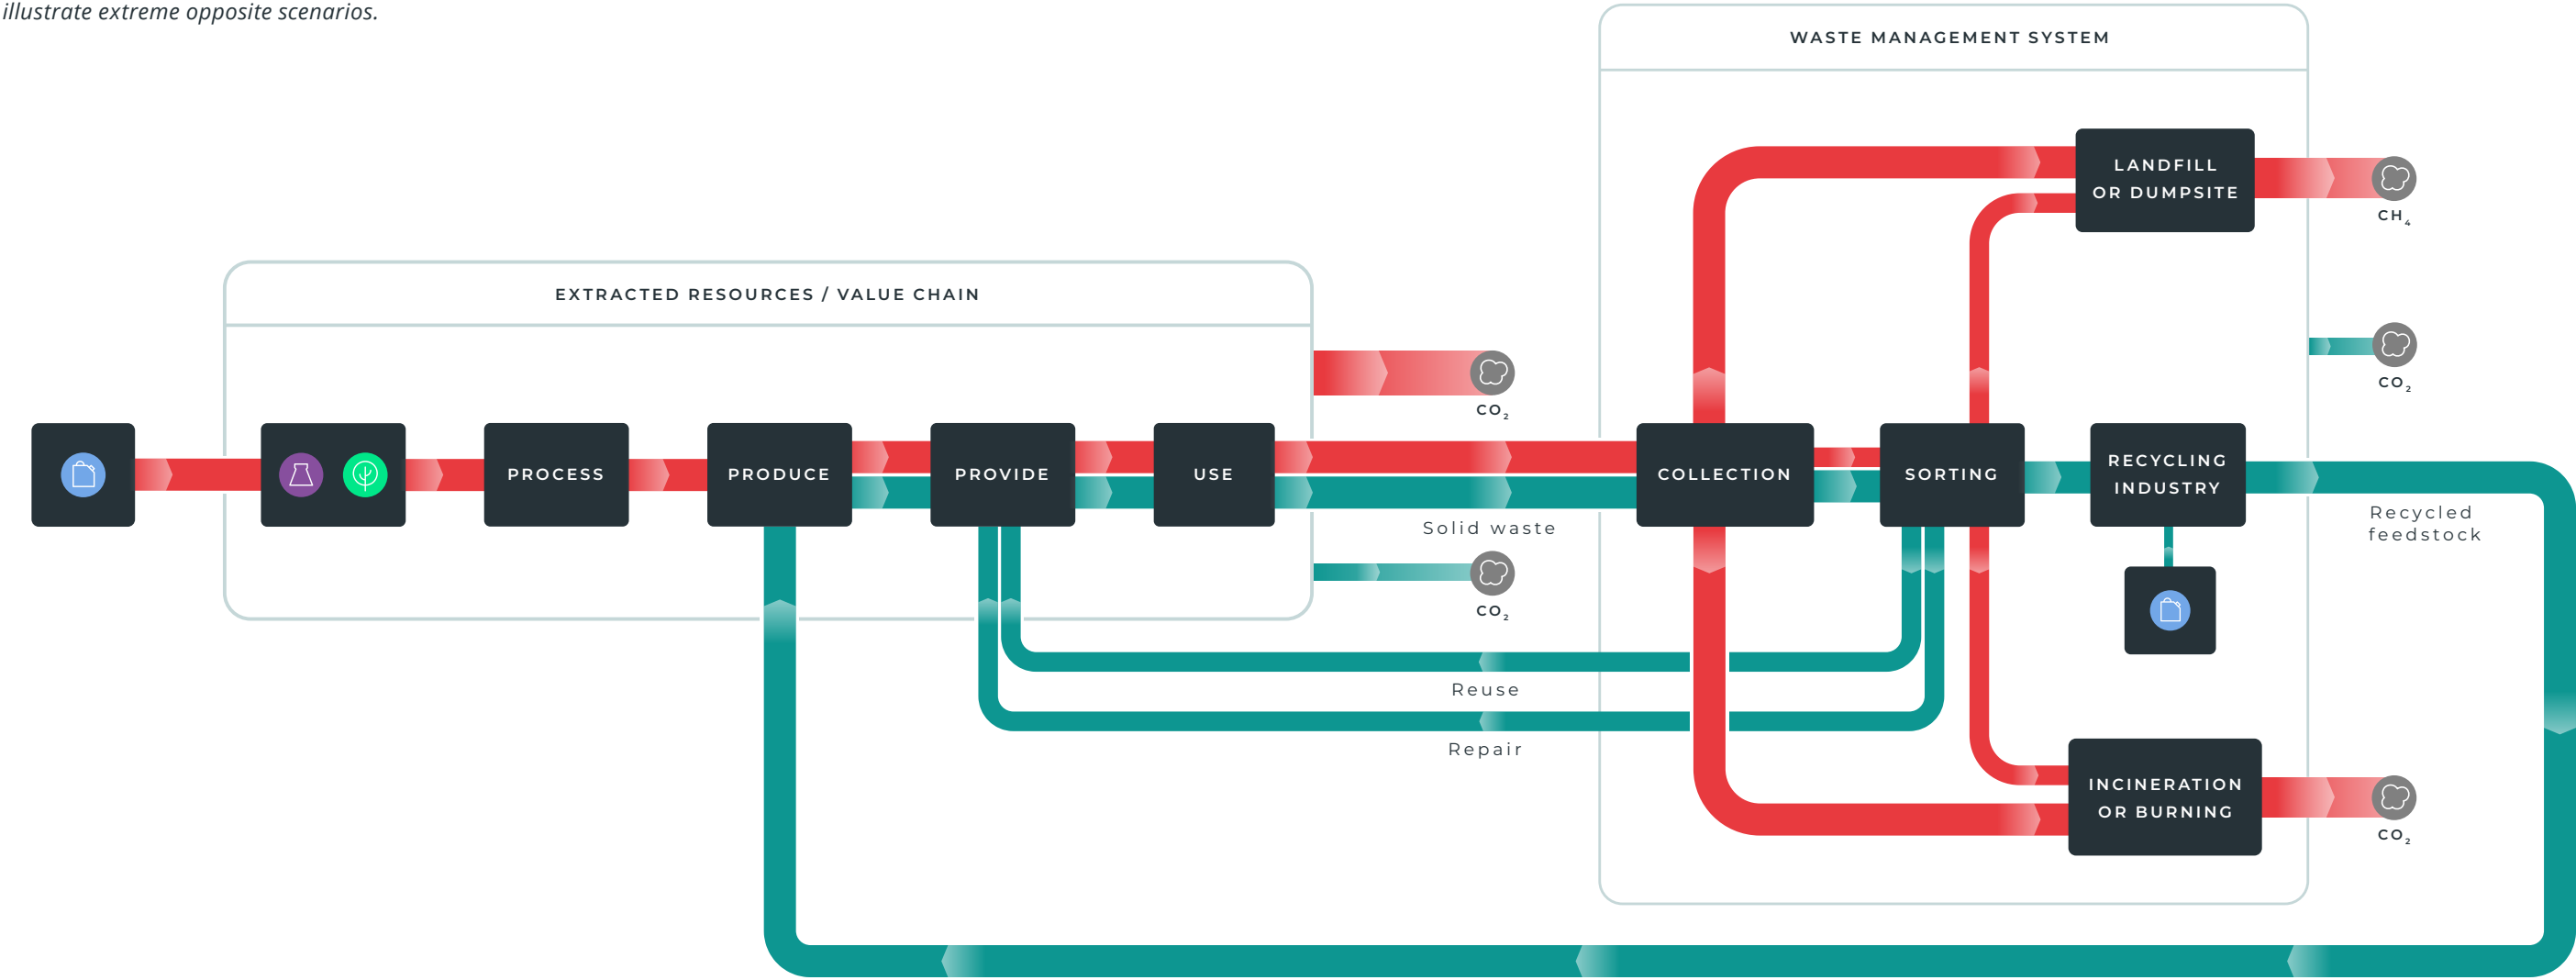 illustrate extreme opposite scenarios.
WASTE MANAGEMENT SYSTEM
LANDFILL
OR DUMPSITE
CH₄
EXTRACTED RESOURCES / VALUE CHAIN
CO₂
CO₂
PROCESS
PRODUCE
PROVIDE
USE
COLLECTION
SORTING
RECYCLING
INDUSTRY
Solid waste
Recycled
feedstock
CO₂
Reuse
Repair
INCINERATION
OR BURNING
CO₂